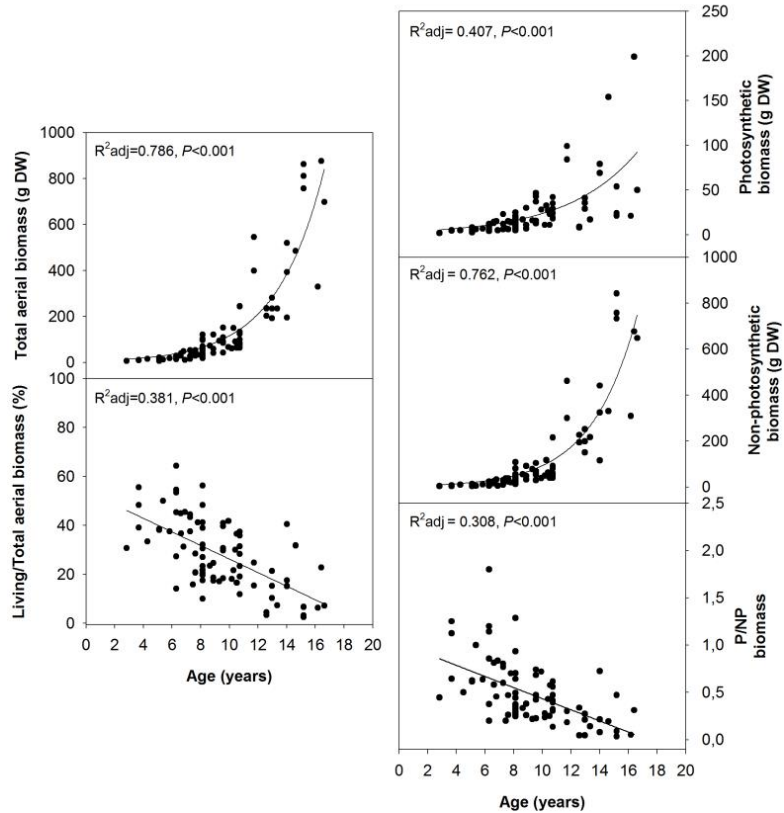 R²adj=0.786, P<0.001
Total aerial biomass (g DW)
1000
800
600
400
200
0
R²adj=0.381, P<0.001
Living/Total aerial biomass (%)
100
80
60
40
20
0
0 2 4 6 8 10 12 14 16 18 20
Age (years)
R²adj= 0.407, P<0.001
Photosynthetic
biomass (g DW)
250
200
150
100
50
0
R²adj = 0.762, P<0.001
Non-photosynthetic
biomass (g DW)
1000
800
600
400
200
0
R²adj = 0.308, P<0.001
P/NP
biomass
2,5
2,0
1,5
1,0
0,5
0,0
0 2 4 6 8 10 12 14 16 18 20
Age (years)